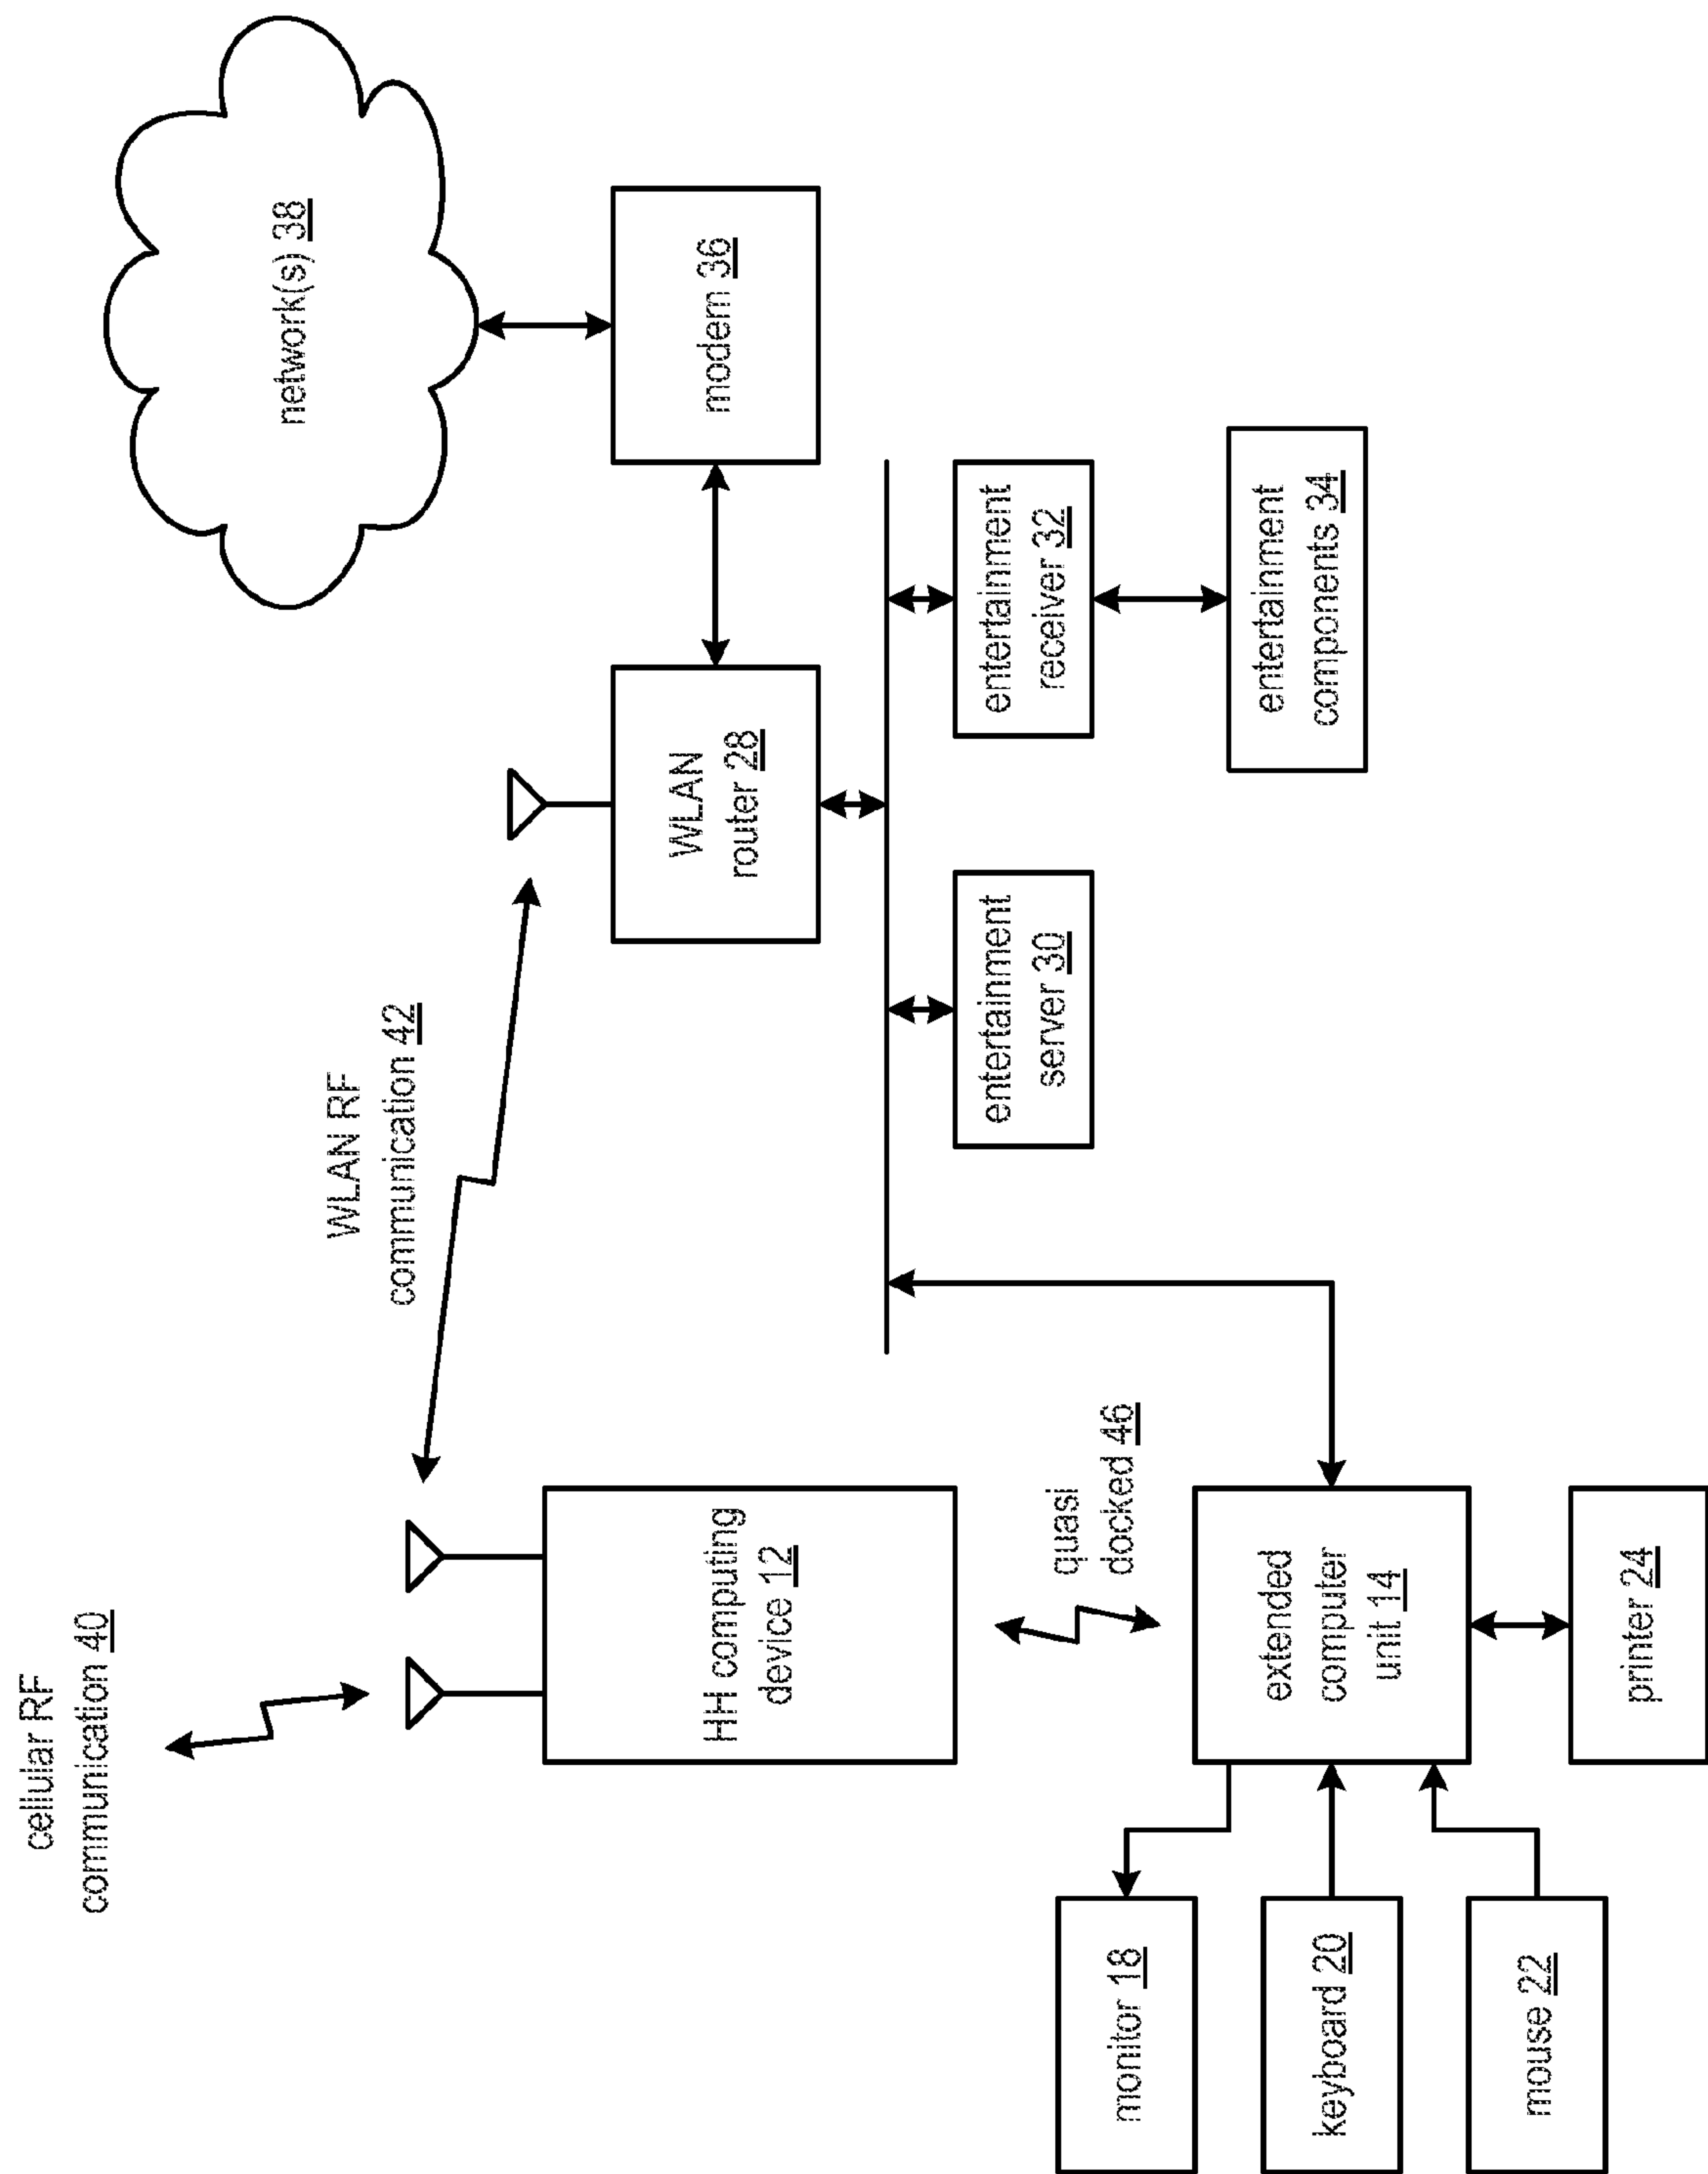 cellular RF
communication 40
WLAN RF
communication 42
network(s) 38
HH computing
device 12
WLAN
router 28
modem 36
quasi
docked 46
entertainment
server 30
entertainment
receiver 32
monitor 18
extended
computer
unit 14
entertainment
components 34
keyboard 20
mouse 22
printer 24